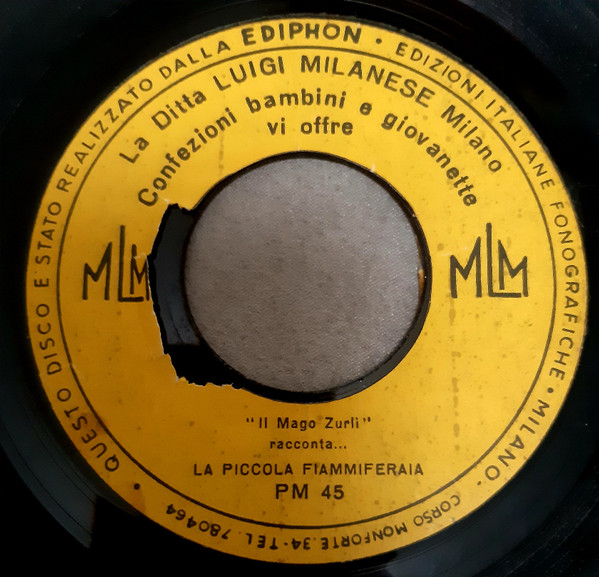 • QUESTO DISCO E STATO REALIZZATO DALLA EDIPHON • EDIZIONI ITALIANE FONOGRAFICHE • MILANO - CORSO MONFORTE. 34 - TEL. 780464
La Ditta LUIGI MILANESE Milano
Confezioni bambini e giovanette
vi offre
MLM
MLM
"Il Mago Zurlì"
racconta...
LA PICCOLA FIAMMIFERAIA
PM 45